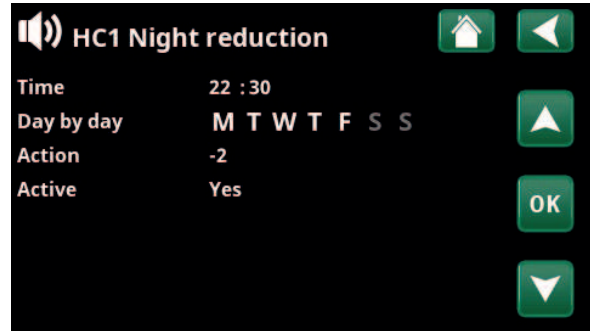 HC1 Night reduction
Time 22 :30
Day by day M T W T F S S
Action -2
Active Yes
OK